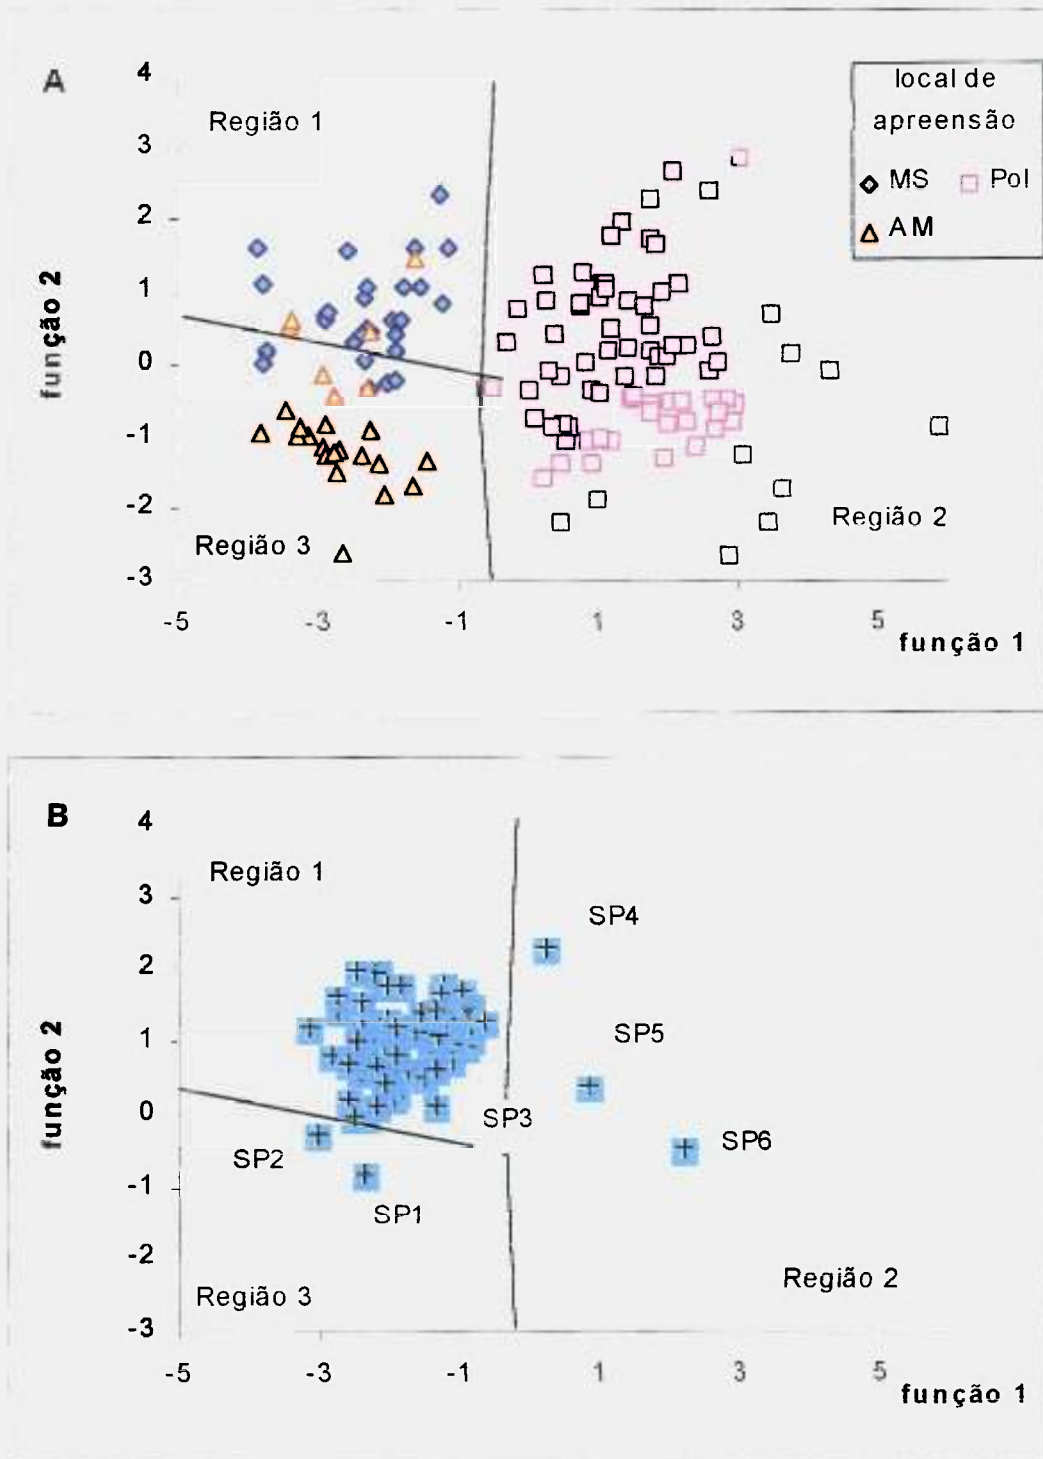 A
4
Região 1
3
2
1
0
-1
-2
-3
função 2
local de
apreensão
MS
Pol
AM
Região 3
Região 2
-5
-3
-1
1
3
5
função 1
B
4
Região 1
3
2
1
0
-1
-2
-3
função 2
SP4
SP5
SP3
SP6
SP2
SP1
Região 2
Região 3
-5
-3
-1
1
3
5
função 1